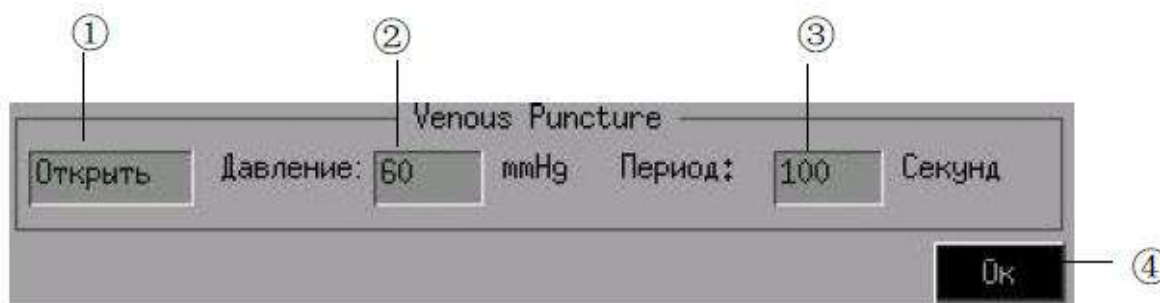 ① ② ③
Venous Puncture
Открыть Давление: 60 mmHg Период: 100 Секунд
Ок ④